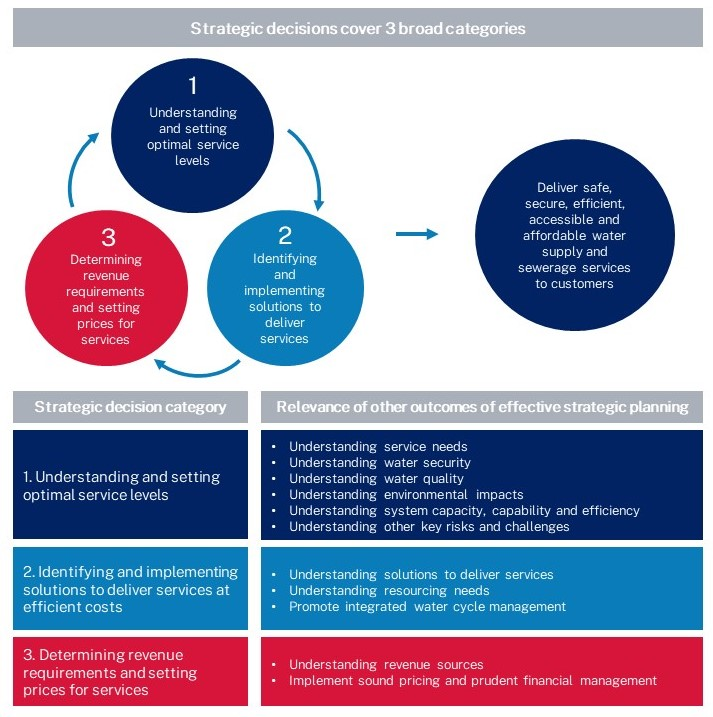 Strategic decisions cover 3 broad categories
1
Understanding
and setting
optimal service
levels
2
Identifying
and
implementing
solutions to
deliver
services
3
Determining
revenue
requirements
and setting
prices for
services
Deliver safe,
secure, efficient,
accessible and
affordable water
supply and
sewerage services
to customers
Strategic decision category
Relevance of other outcomes of effective strategic planning
1. Understanding and setting
optimal service levels
• Understanding service needs
• Understanding water security
• Understanding water quality
• Understanding environmental impacts
• Understanding system capacity, capability and efficiency
• Understanding other key risks and challenges
2. Identifying and implementing
solutions to deliver services at
efficient costs
• Understanding solutions to deliver services
• Understanding resourcing needs
• Promote integrated water cycle management
3. Determining revenue
requirements and setting
prices for services
• Understanding revenue sources
• Implement sound pricing and prudent financial management